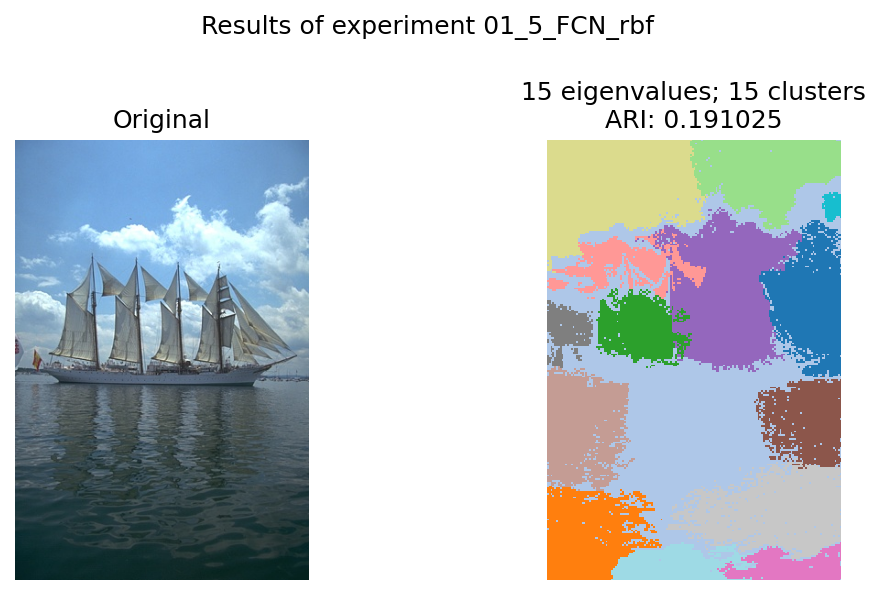 Results of experiment 01_5_FCN_rbf
Original
15 eigenvalues; 15 clusters
ARI: 0.191025